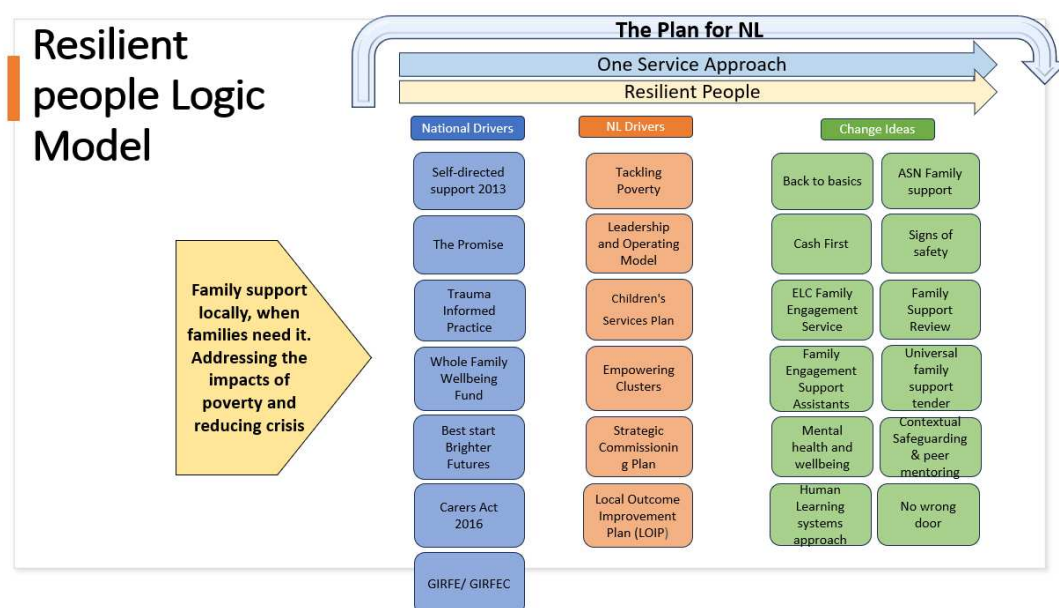 Resilient
people Logic
Model
The Plan for NL
One Service Approach
Resilient People
Family support
locally, when
families need it.
Addressing the
impacts of
poverty and
reducing crisis
National Drivers
Self-directed
support 2013
The Promise
Trauma
Informed
Practice
Whole Family
Wellbeing
Fund
Best start
Brighter
Futures
Carers Act
2016
GIRFE/ GIRFEC
NL Drivers
Tackling
Poverty
Leadership
and Operating
Model
Children's
Services Plan
Empowering
Clusters
Strategic
Commissionin
g Plan
Local Outcome
Improvement
Plan (LOIP)
Change Ideas
Back to basics
Cash First
ELC Family
Engagement
Service
Family
Engagement
Support
Assistants
Mental
health and
wellbeing
Human
Learning
systems
approach
ASN Family
support
Signs of
safety
Family
Support
Review
Universal
family
support
tender
Contextual
Safeguarding
& peer
mentoring
No wrong
door